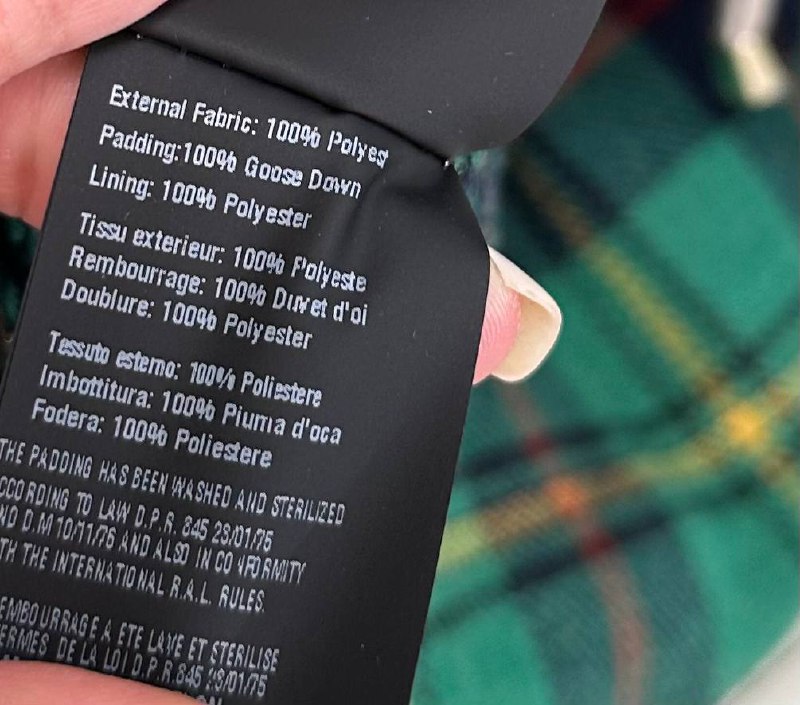 External Fabric: 100% Polyes
Padding:100% Goose Down
Lining: 100% Polyester
Tissu exterieur: 100% Polyeste
Rembourrage: 100% Duvet d'oi
Doublure: 100% Polyester
Tessuto esterno: 100% Poliestere
Imbottitura: 100% Piuma d'oca
Fodera: 100% Poliestere
THE PADDING HAS BEEN WASHED AND STERILIZED
CCORDING TO LAW D.P.R. 845 23/01/75
ND D.M 10/11/76 AND ALSO IN CONFORMITY
TH THE INTERNATIONAL R.A.L. RULES.
EMBOURRAGE A ETE LAVE ET STERILISE
ERMES DE LA LOI D.P.R.845 23/01/75